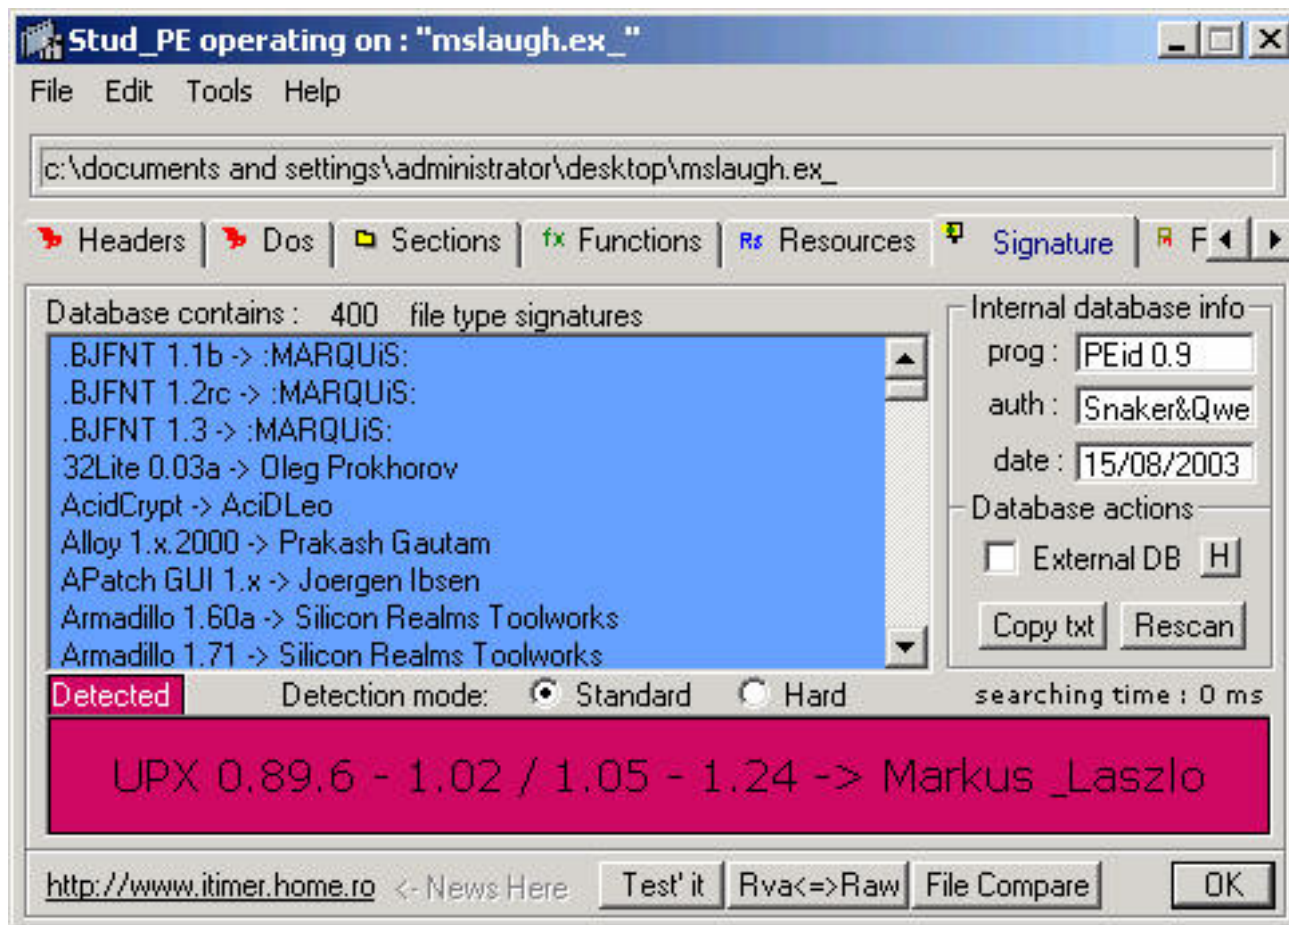 Stud_PE operating on : "mslaugh.ex_"
File Edit Tools Help
c:\documents and settings\administrator\desktop\mslaugh.ex_
Headers Dos Sections fx Functions Rs Resources Signature F
Database contains : 400 file type signatures
.BJFNT 1.1b -> :MARQUiS:
.BJFNT 1.2rc -> :MARQUiS:
.BJFNT 1.3 -> :MARQUiS:
32Lite 0.03a -> Oleg Prokhorov
AcidCrypt -> AciDLeo
Alloy 1.x.2000 -> Prakash Gautam
APatch GUI 1.x -> Joergen Ibsen
Armadillo 1.60a -> Silicon Realms Toolworks
Armadillo 1.71 -> Silicon Realms Toolworks
Internal database info
prog : PEid 0.9
auth : Snaker&Qwe
date : 15/08/2003
Database actions
External DB H
Copy txt Rescan
Detected Detection mode: Standard Hard searching time : 0 ms
UPX 0.89.6 - 1.02 / 1.05 - 1.24 -> Markus _Laszlo
http://www.itimer.home.ro <- News Here Test' it Rva<=>Raw File Compare OK